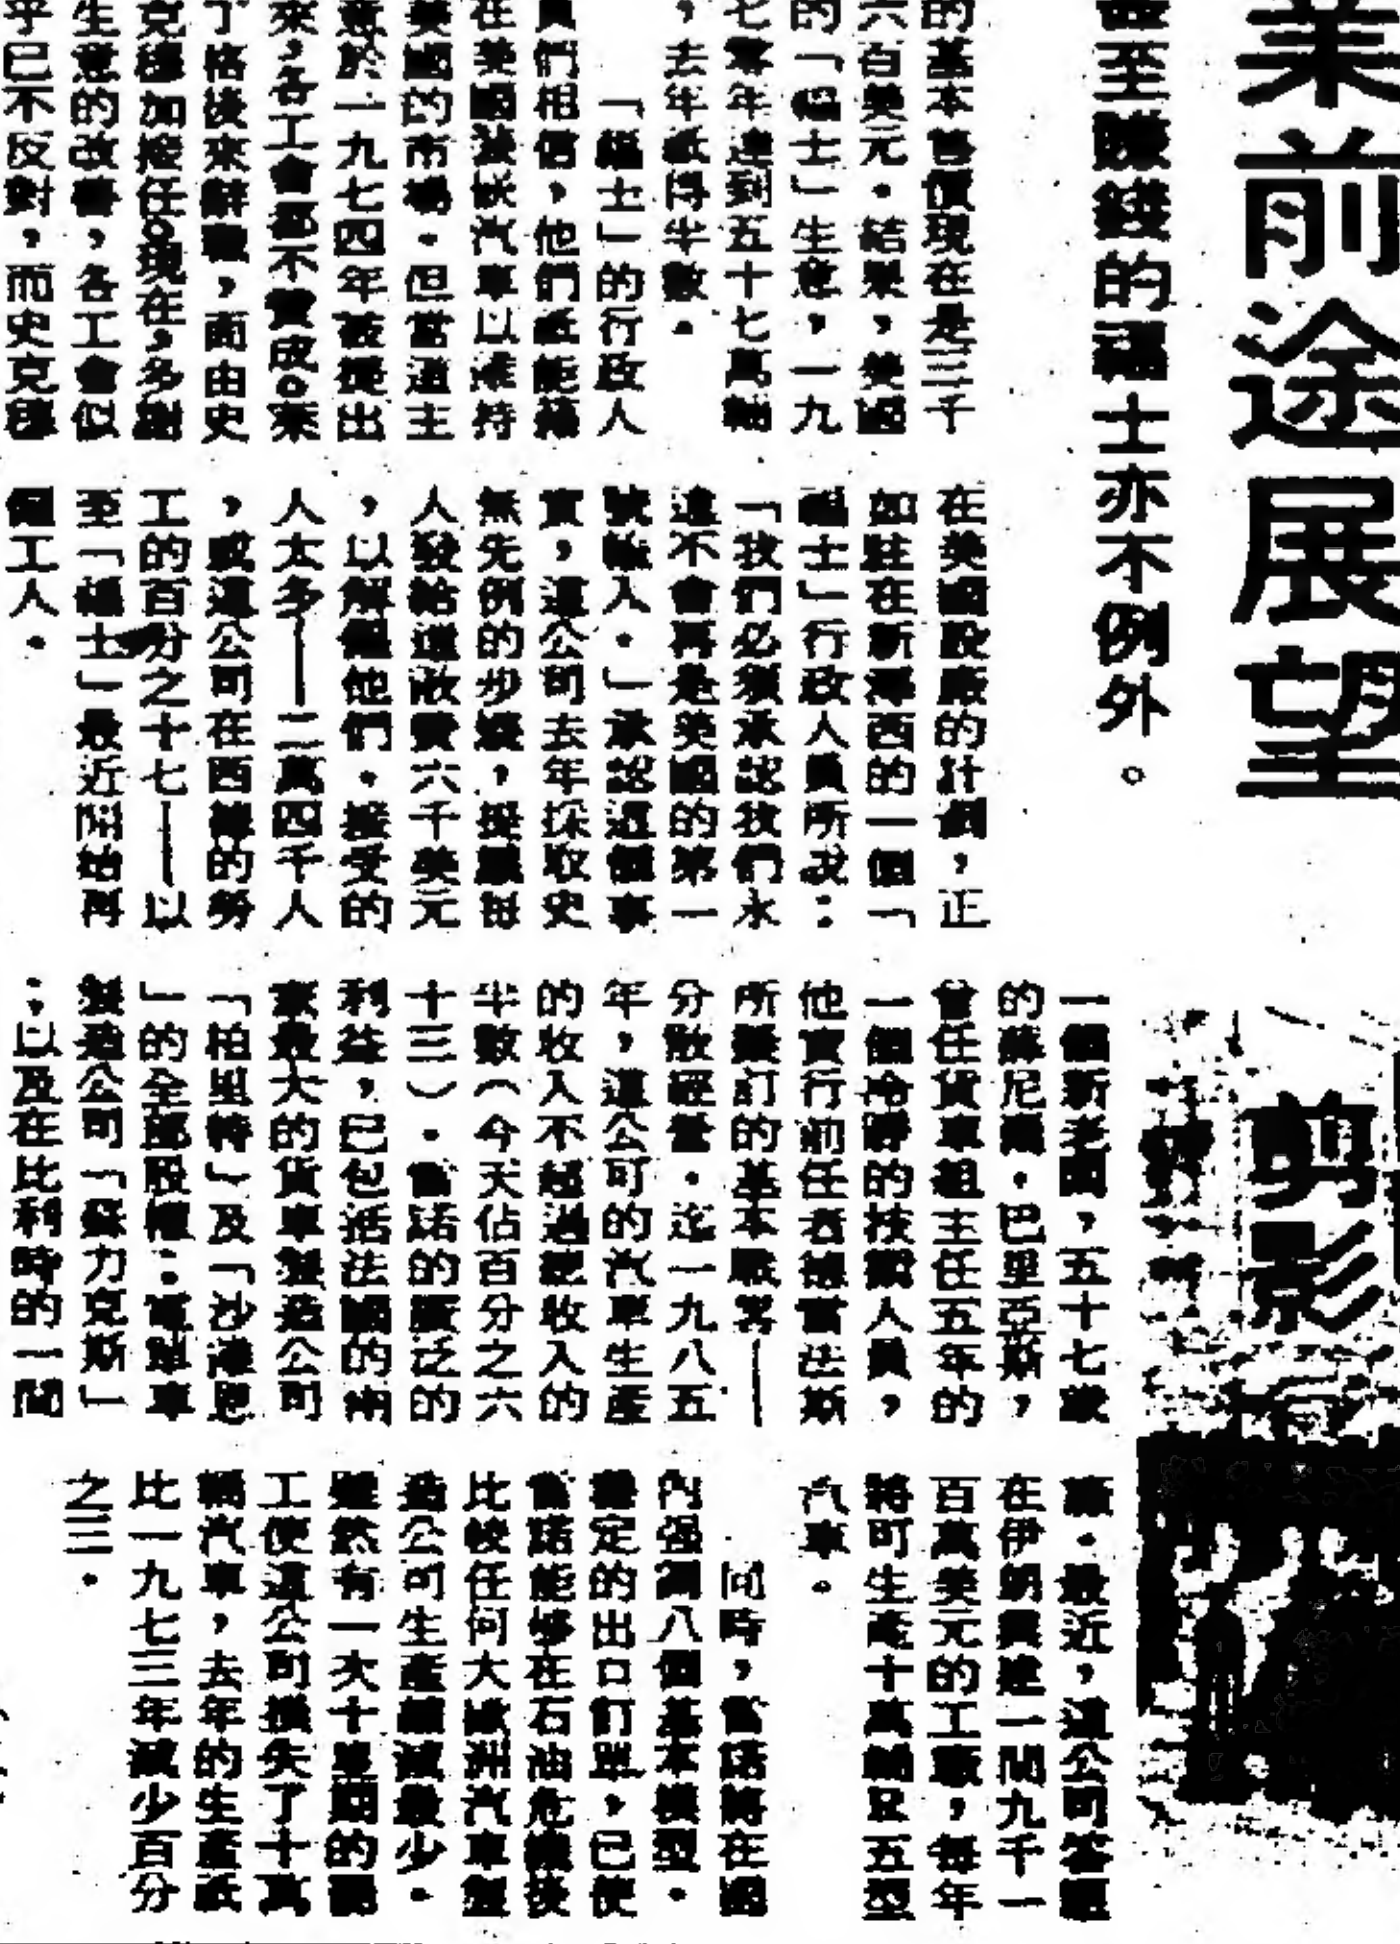 業前途展望
甚至賺錢的福士亦不例外。
剪影
的基本售價現在是三千
六百美元。結果,美國
的「福士」生意,一九
七零年達到五十七萬輛
,去年祇得半數。
「福士」的行政人
員們相信,他們祇能藉
在美國裝嵌汽車以維持
美國的市場。但當這主
意於一九七四年被提出
來,各工會都不贊成。萊
丁格後來辭職,而由史
克穆加接任。現在,多謝
生意的改善,各工會似
乎已不反對,而史克穆
在美國設廠的計劃,正
如駐在新澤西的一個「
福士」行政人員所說:
「我們必須承認我們永
遠不會再是美國的第一
號輸入。」承認這個事
實,這公司去年採取史
無先例的步驟,提議每
人發給遣散費六千美元
,以解僱他們。接受的
人太多——二萬四千人
,或這公司在西德的勞
工的百分之十七——以
至「福士」最近開始再
僱工人。
一個新老闆,五十七歲
的蘇尼爾·巴里亞斯,
曾任貨車組主任五年的
一個冷靜的技術人員,
他實行前任者德雷法斯
所擬訂的基本戰畧——
分散經營。迄一九八五
年,這公司的汽車生產
的收入不超過總收入的
半數(今天佔百分之六
十三)。雷諾的廣泛的
利益,已包括法國的兩
家最大的貨車製造公司
「柏里特」及「沙維恩
」的全部股權;電單車
製造公司「蘇力克斯」
;以及在比利時的一間
廠。最近,這公司答應
在伊朗興建一間九千一
百萬美元的工廠,每年
將可生產十萬輛叉五型
汽車。
同時,雷諾將在國
內强調八個基本模型。
穩定的出口訂單,已使
雷諾能够在石油危機後
比較任何大歐洲汽車製
造公司生產額減最少。
雖然有一次十星期的罷
工使這公司損失了十萬
輛汽車,去年的生產祇
比一九七三年減少百分
之三。